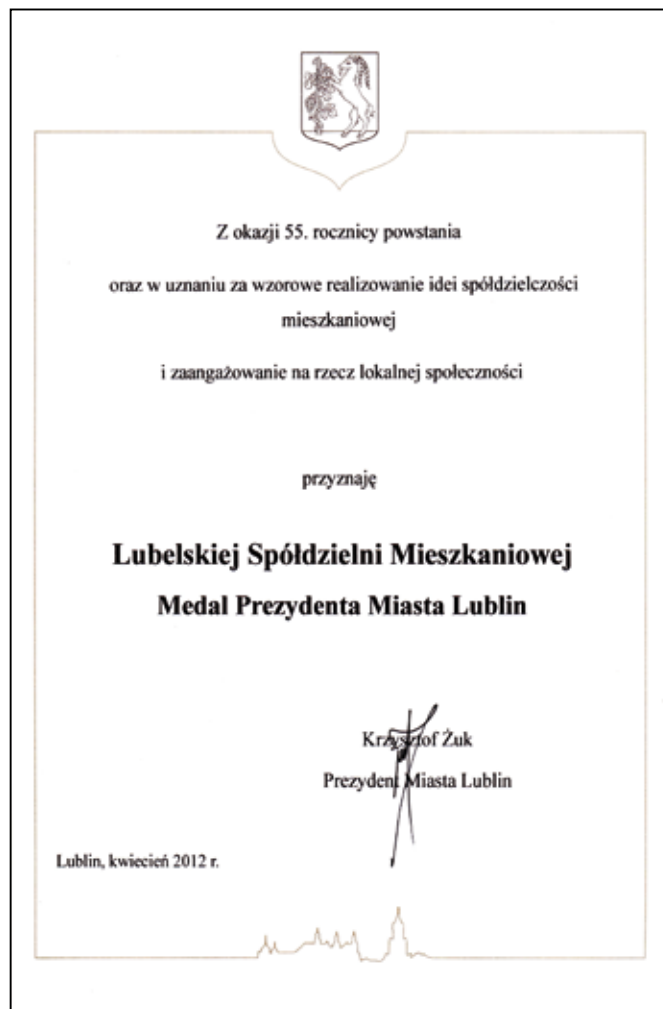 Z okazji 55. rocznicy powstania
oraz w uznaniu za wzorowe realizowanie idei spółdzielczości
mieszkaniowej
i zaangażowanie na rzecz lokalnej społeczności
przyznaję
Lubelskiej Spółdzielni Mieszkaniowej
Medal Prezydenta Miasta Lublin
Krzysztof Żuk
Prezydent Miasta Lublin
Lublin, kwiecień 2012 r.